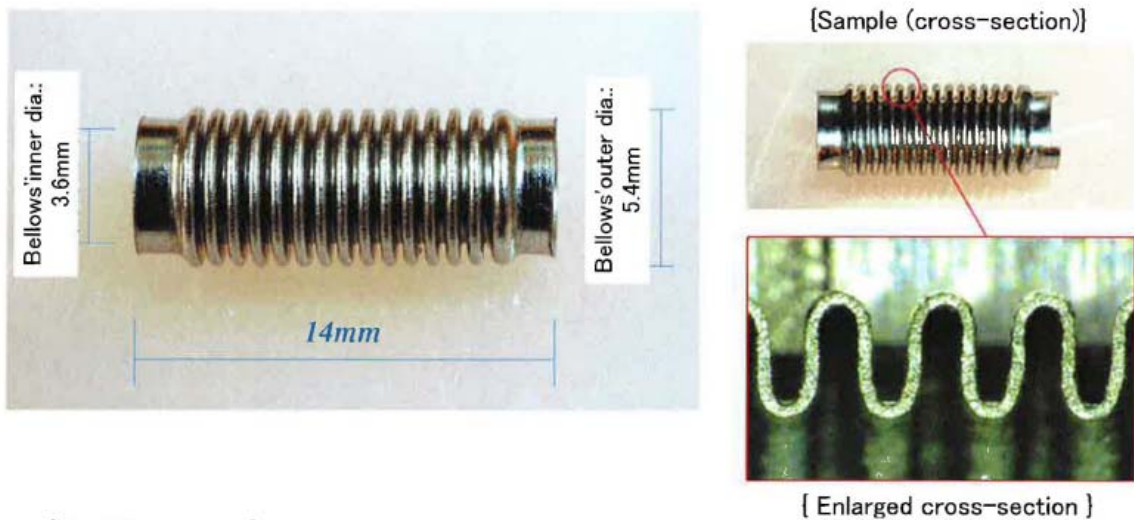 Bellows'inner dia.:
3.6mm
Bellows'outer dia.:
5.4mm
14mm
{Sample (cross-section)}
{ Enlarged cross-section }